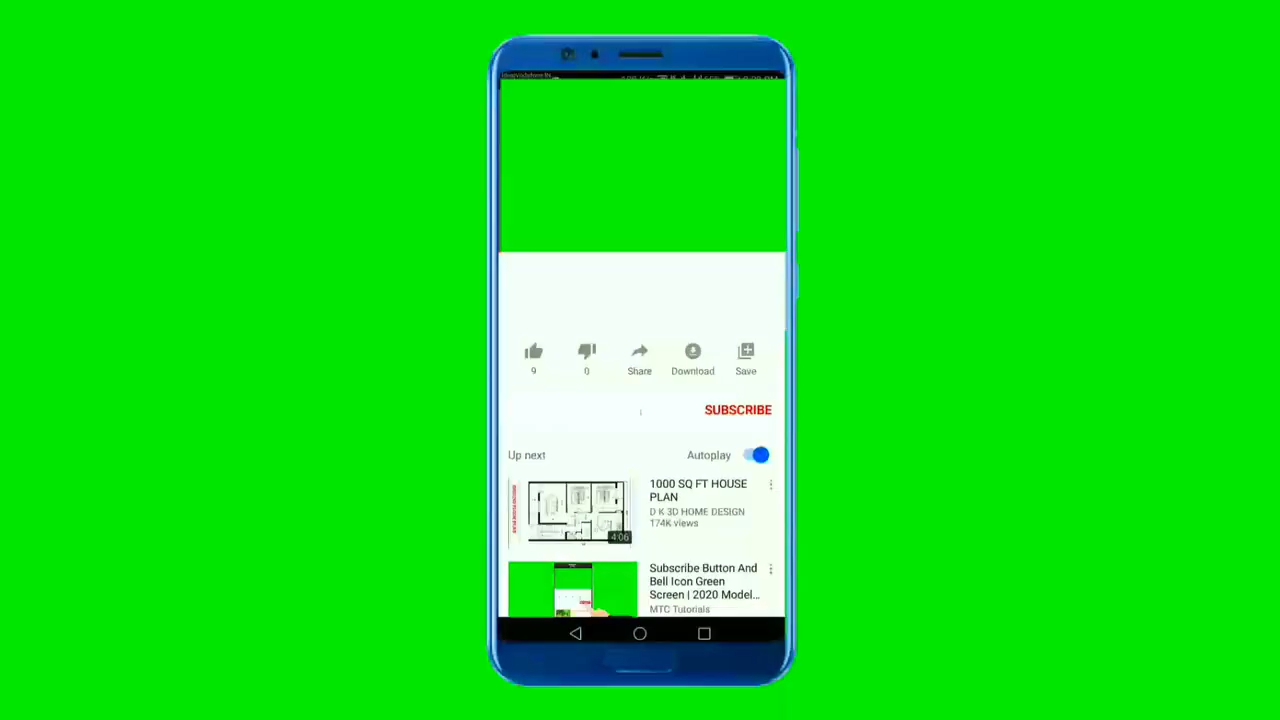 9
0
Share
Download
Save
SUBSCRIBE
Up next
Autoplay
1000 SQ FT HOUSE
PLAN
D K 3D HOME DESIGN
174K views
4:06
Subscribe Button And
Bell Icon Green
Screen | 2020 Model...
MTC Tutorials